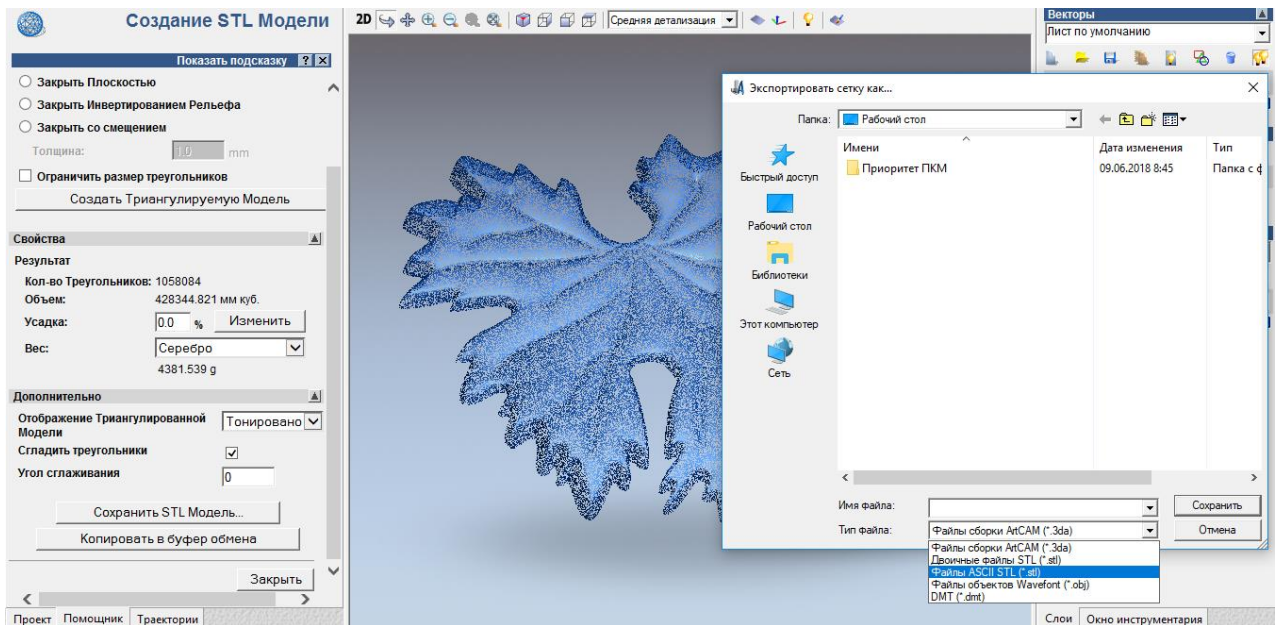 Создание STL Модели
Показать подсказку ? X
Закрыть Плоскостью
Закрыть Инвертированием Рельефа
Закрыть со смещением
Толщина: 1.0 mm
Ограничить размер треугольников
Создать Триангулируемую Модель
Свойства
Результат
Кол-во Треугольников: 1058084
Объем: 428344.821 мм куб.
Усадка: 0.0 % Изменить
Вес: Серебро
4381.539 g
Дополнительно
Отображение Триангулированной Модели Тонировано
Сгладить треугольники
Угол сглаживания 0
Сохранить STL Модель...
Копировать в буфер обмена
Закрыть
Проект Помощник Траектории
2D Средняя детализация
Векторы
Лист по умолчанию
Экспортировать сетку как...
Папка: Рабочий стол
Имени Дата изменения Тип
Приоритет ПКМ 09.06.2018 8:45 Папка с ф
Быстрый доступ
Рабочий стол
Библиотеки
Этот компьютер
Сеть
Имя файла: Сохранить
Тип файла: Файлы сборки ArtCAM (*.3da) Отмена
Файлы сборки ArtCAM (*.3da)
Двоичные файлы STL (*.stl)
Файлы ASCII STL (*.stl)
Файлы объектов Wavefont (*.obj)
DMT (*.dmt)
Слои Окно инструментария